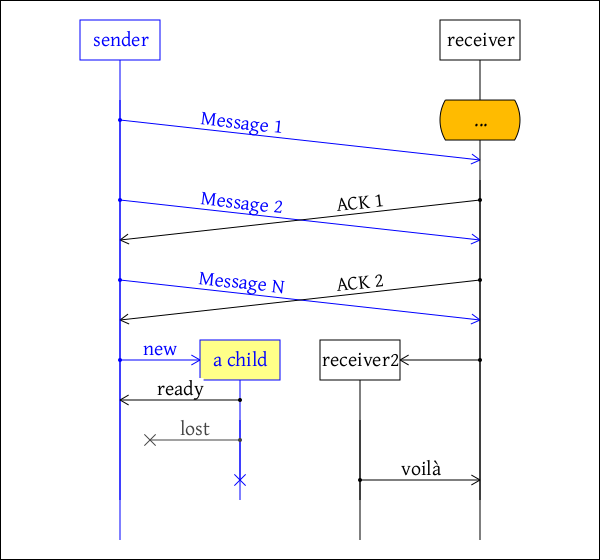 sender
receiver
...
Message 1
Message 2
ACK 1
Message N
ACK 2
new
a child
receiver2
ready
lost
voilà